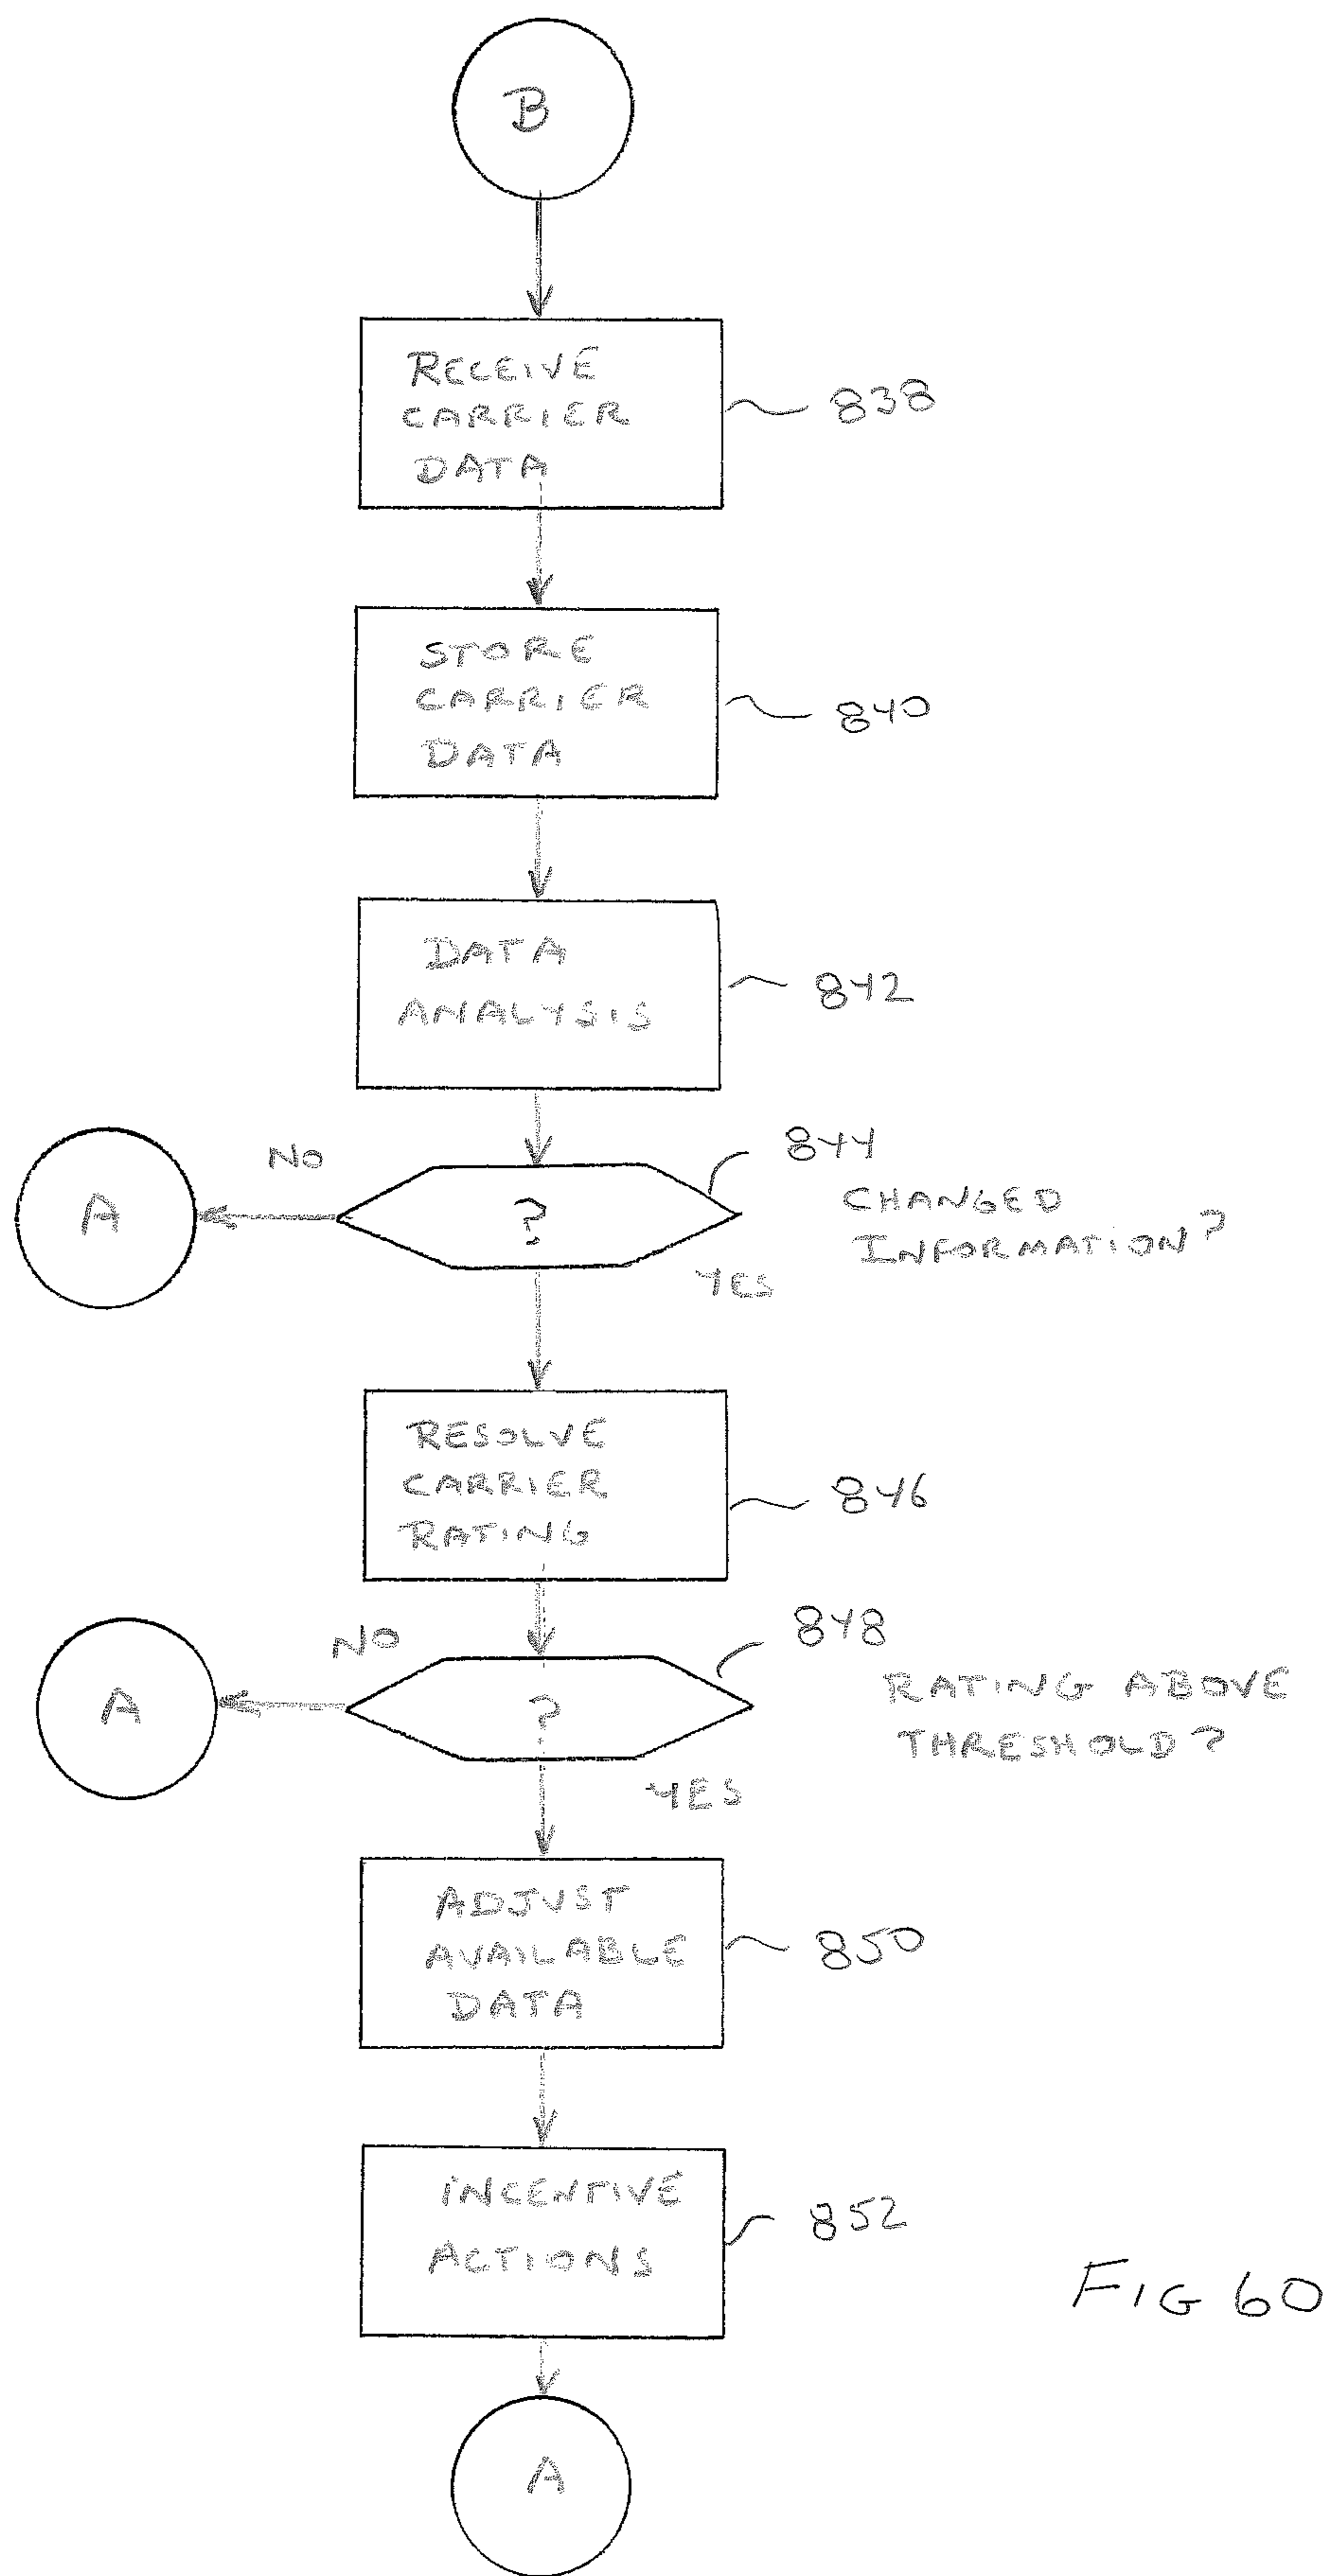 B
RECEIVE
CARRIER
DATA
838
STORE
CARRIER
DATA
840
DATA
ANALYSIS
842
A
NO
?
844
CHANGED
INFORMATION?
YES
RESOLVE
CARRIER
RATING
846
A
NO
?
848
RATING ABOVE
THRESHOLD?
YES
ADJUST
AVAILABLE
DATA
850
INCENTIVE
ACTIONS
852
FIG 60
A